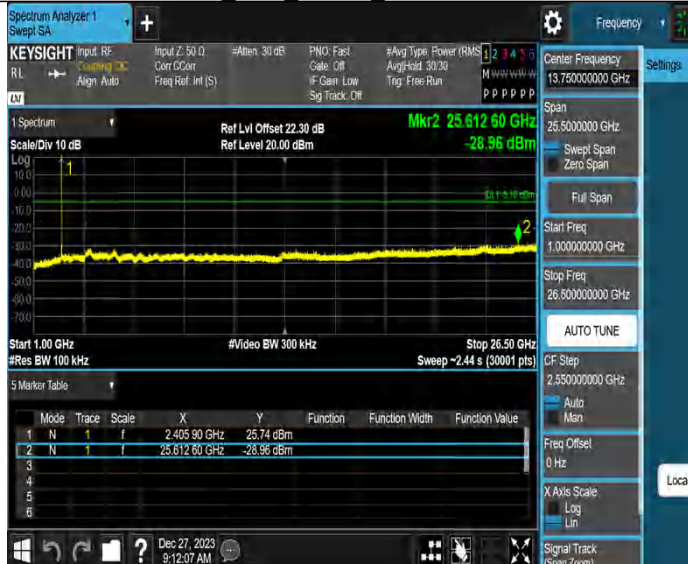 Spectrum Analyzer 1
Swept SA
+
Frequency
KEYSIGHT
Input: RF
Coupling: DC
Align: Auto
Input Z: 50 Ω
Corr CCorr
Freq Ref: Int (S)
#Atten: 30 dB
PNO: Fast
Gate: Off
IF Gain: Low
Sig Track: Off
#Avg Type: Power (RMS
Avg|Hold: 30/30
Trig: Free Run
1 2 3 4 5 6
M W W W W W
P P P P P P
RL
LXI
1 Spectrum
Scale/Div 10 dB
Ref Lvl Offset 22.30 dB
Ref Level 20.00 dBm
Mkr2 25.612 60 GHz
-28.96 dBm
Log
10.0
0.00
-10.0
-20.0
-30.0
-40.0
-50.0
-60.0
-70.0
1
2
Start 1.00 GHz
#Video BW 300 kHz
Stop 26.50 GHz
#Res BW 100 kHz
Sweep ~2.44 s (30001 pts)
5 Marker Table
Mode Trace Scale X Y Function Function Width Function Value
1 N 1 f 2.405 90 GHz 25.74 dBm
2 N 1 f 25.612 60 GHz -28.96 dBm
3
4
5
6
Dec 27, 2023
9:12:07 AM
?
Center Frequency
13.750000000 GHz
Settings
Span
25.5000000 GHz
Swept Span
Zero Span
Full Span
Start Freq
1.000000000 GHz
Stop Freq
26.500000000 GHz
AUTO TUNE
CF Step
2.550000000 GHz
Auto
Man
Freq Offset
0 Hz
Loca
X Axis Scale
Log
Lin
Signal Track
(Span Zoom)